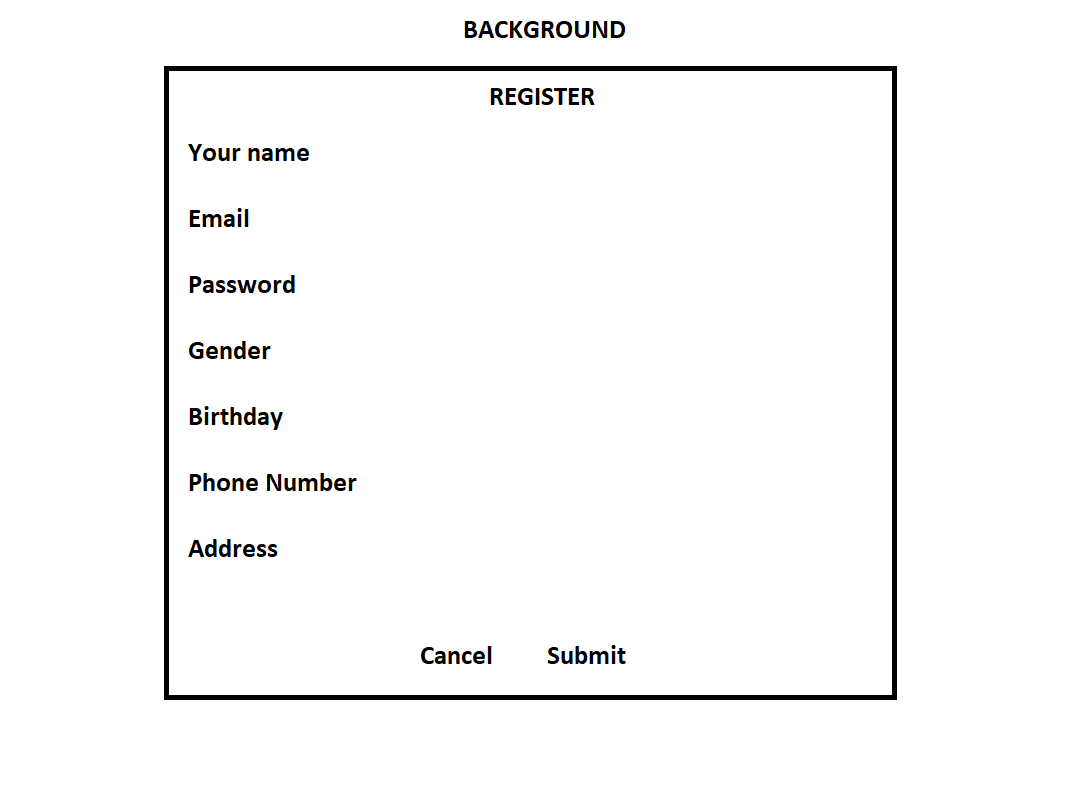 BACKGROUND
REGISTER
Your name
Email
Password
Gender
Birthday
Phone Number
Address
Cancel Submit